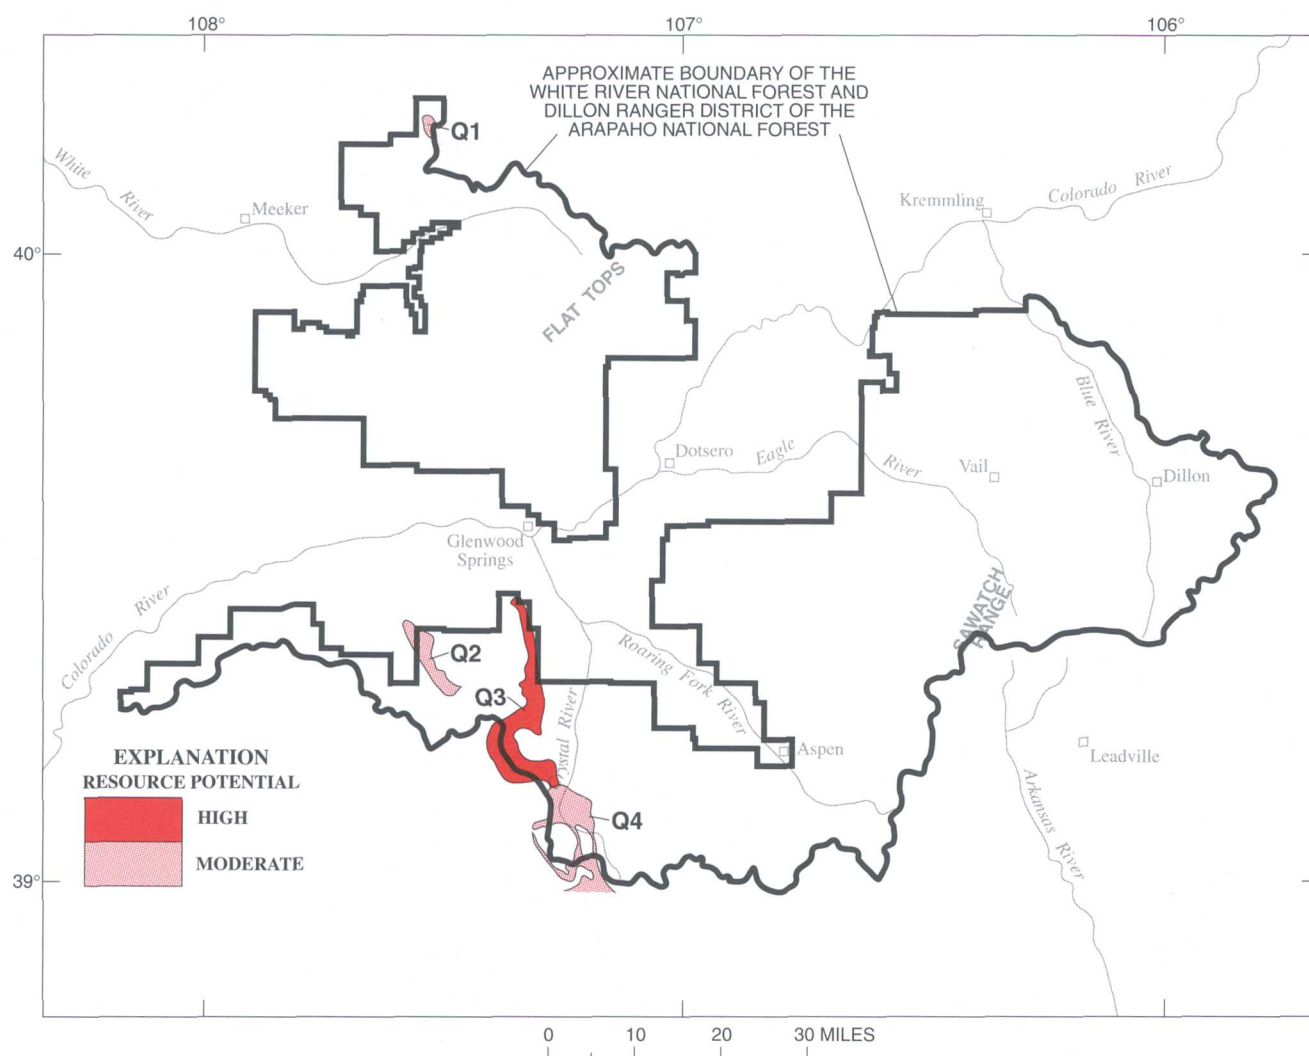 108°
107°
106°
APPROXIMATE BOUNDARY OF THE
WHITE RIVER NATIONAL FOREST AND
DILLON RANGER DISTRICT OF THE
ARAPAHO NATIONAL FOREST
Q1
White River
Meeker
Kremmling
Colorado River
40°
FLAT TOPS
Blue River
Dotsero
Eagle River
Vail
Dillon
Glenwood
Springs
SAWATCH
RANGE
Colorado River
Roaring Fork River
Q2
Q3
River
Aspen
Leadville
Arkansas River
EXPLANATION
RESOURCE POTENTIAL
HIGH
MODERATE
Q4
39°
0 10 20 30 MILES